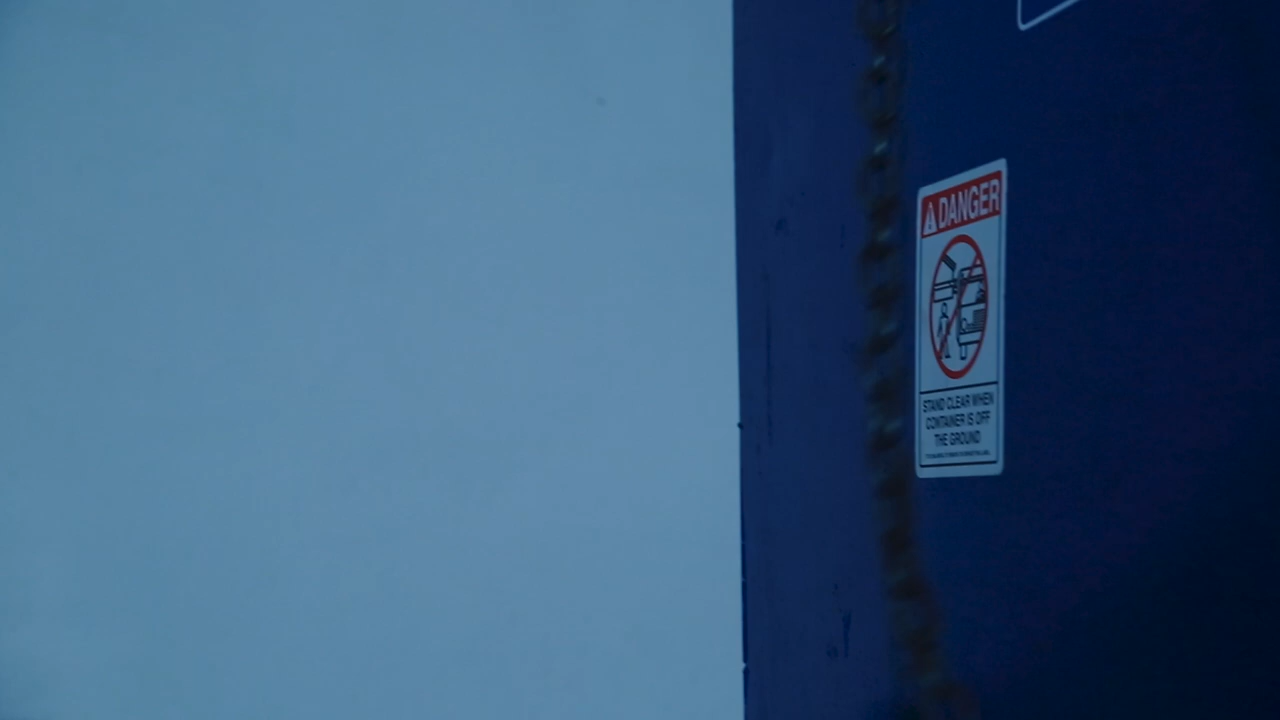 DANGER
STAND CLEAR WHEN
CONTAINER IS OFF
THE GROUND